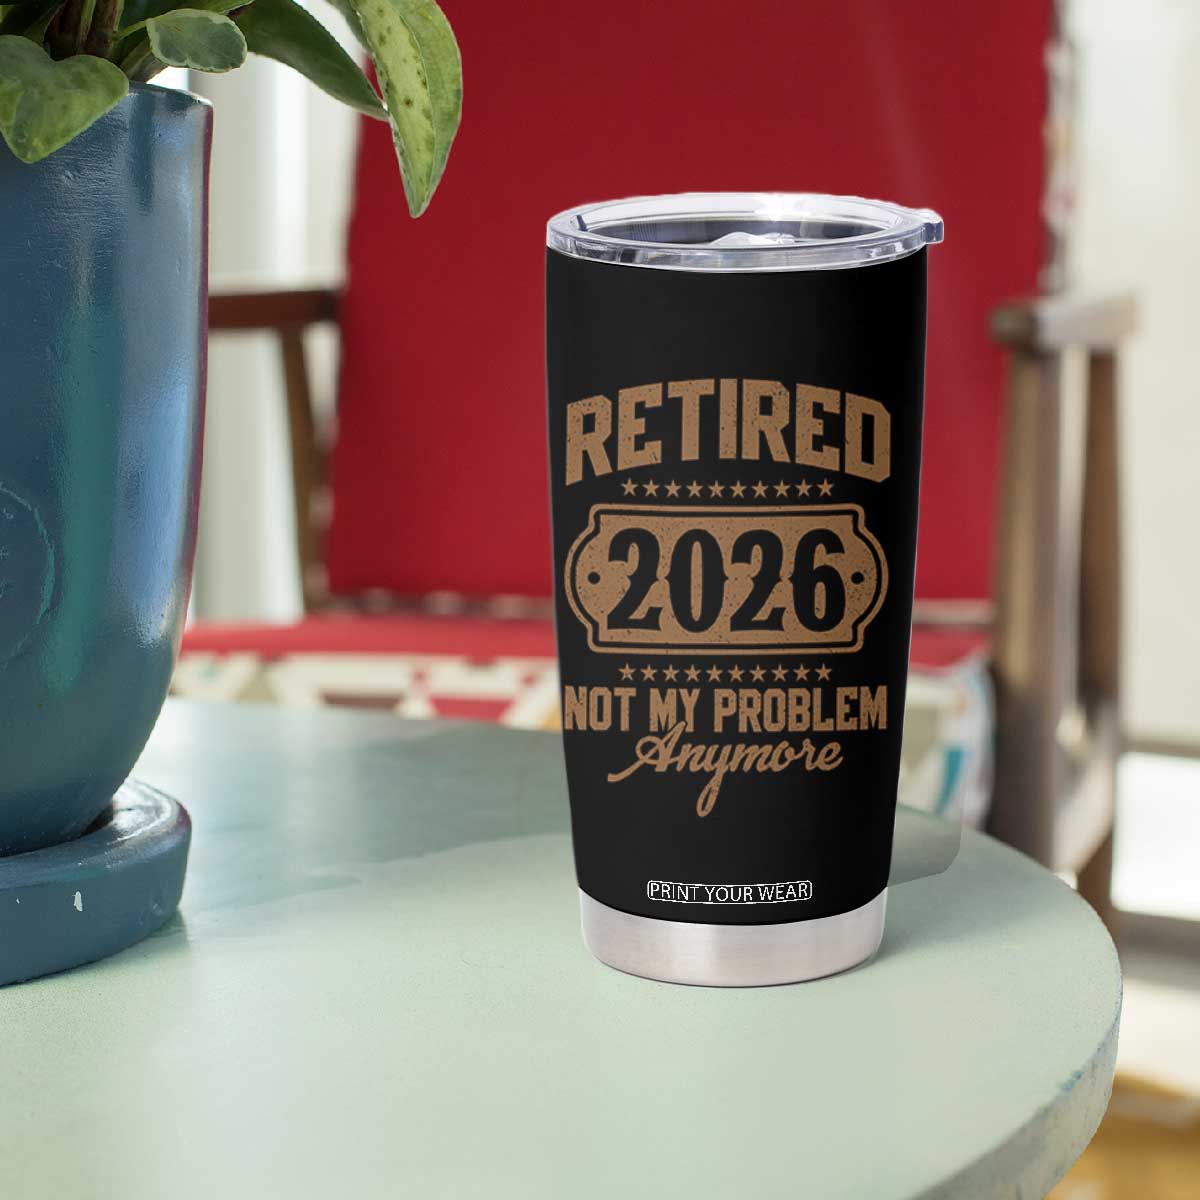 RETIRED
2026
NOT MY PROBLEM
Anymore
PRINT YOUR WEAR